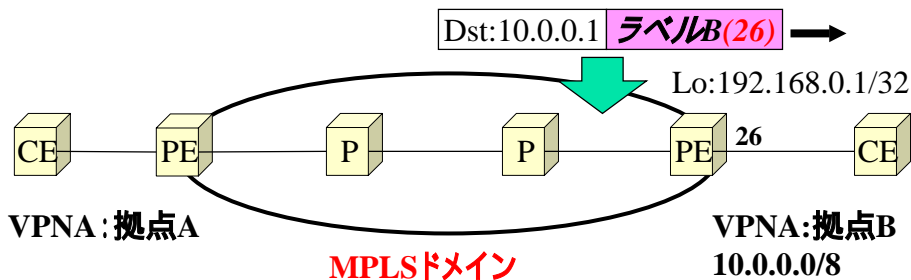 Dst:10.0.0.1 ラベルB(26)
Lo:192.168.0.1/32
CE PE P P PE 26 CE
VPNA:拠点A
VPNA:拠点B
10.0.0.0/8
MPLSドメイン